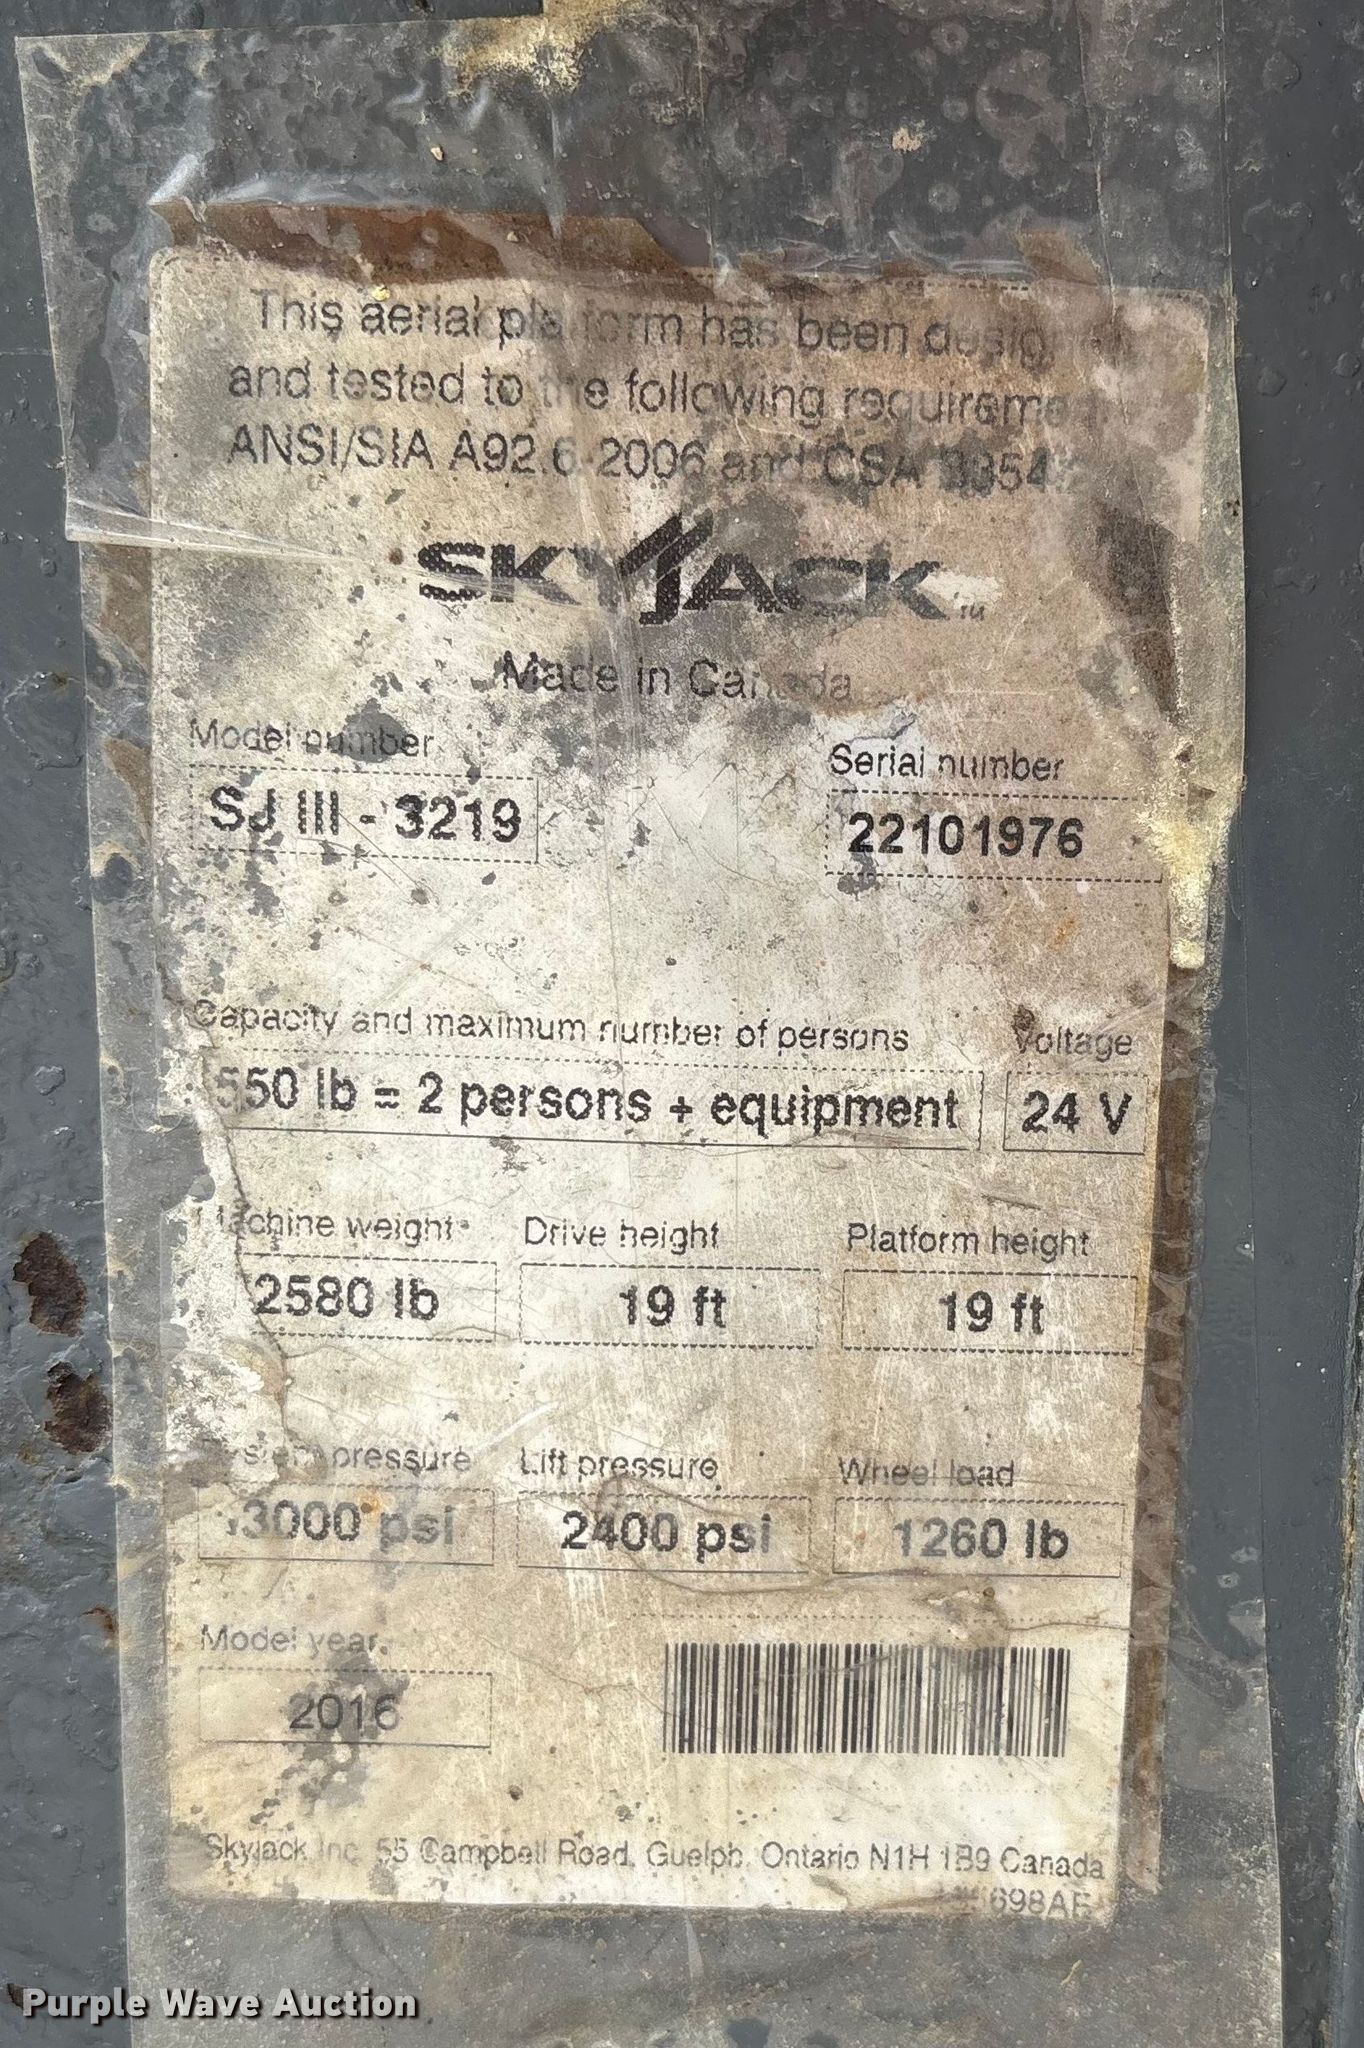 This aerial platform has been
and tested to the following
ANSI/SIA A92.6-2006 and CSA B354
SKYJACK
Made in Canada
Model number
SJ III - 3219
Serial number
22101976
Capacity and maximum number of persons
550 lb = 2 persons + equipment
Voltage
24 V
Machine weight
2580 lb
Drive height
19 ft
Platform height
19 ft
System pressure
3000 psi
Lift pressure
2400 psi
Wheel load
1260 lb
Model year
2016
Skyjack Inc. 55 Campbell Road, Guelph, Ontario N1H 1B9 Canada
698AE
Purple Wave Auction